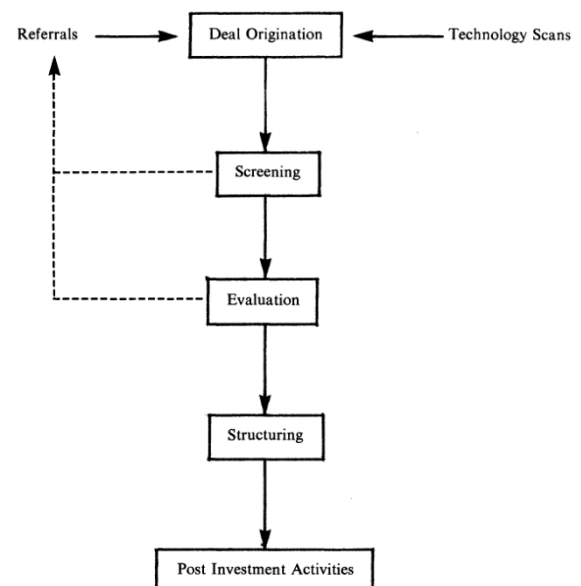 Referrals
Deal Origination
Technology Scans
Screening
Evaluation
Structuring
Post Investment Activities